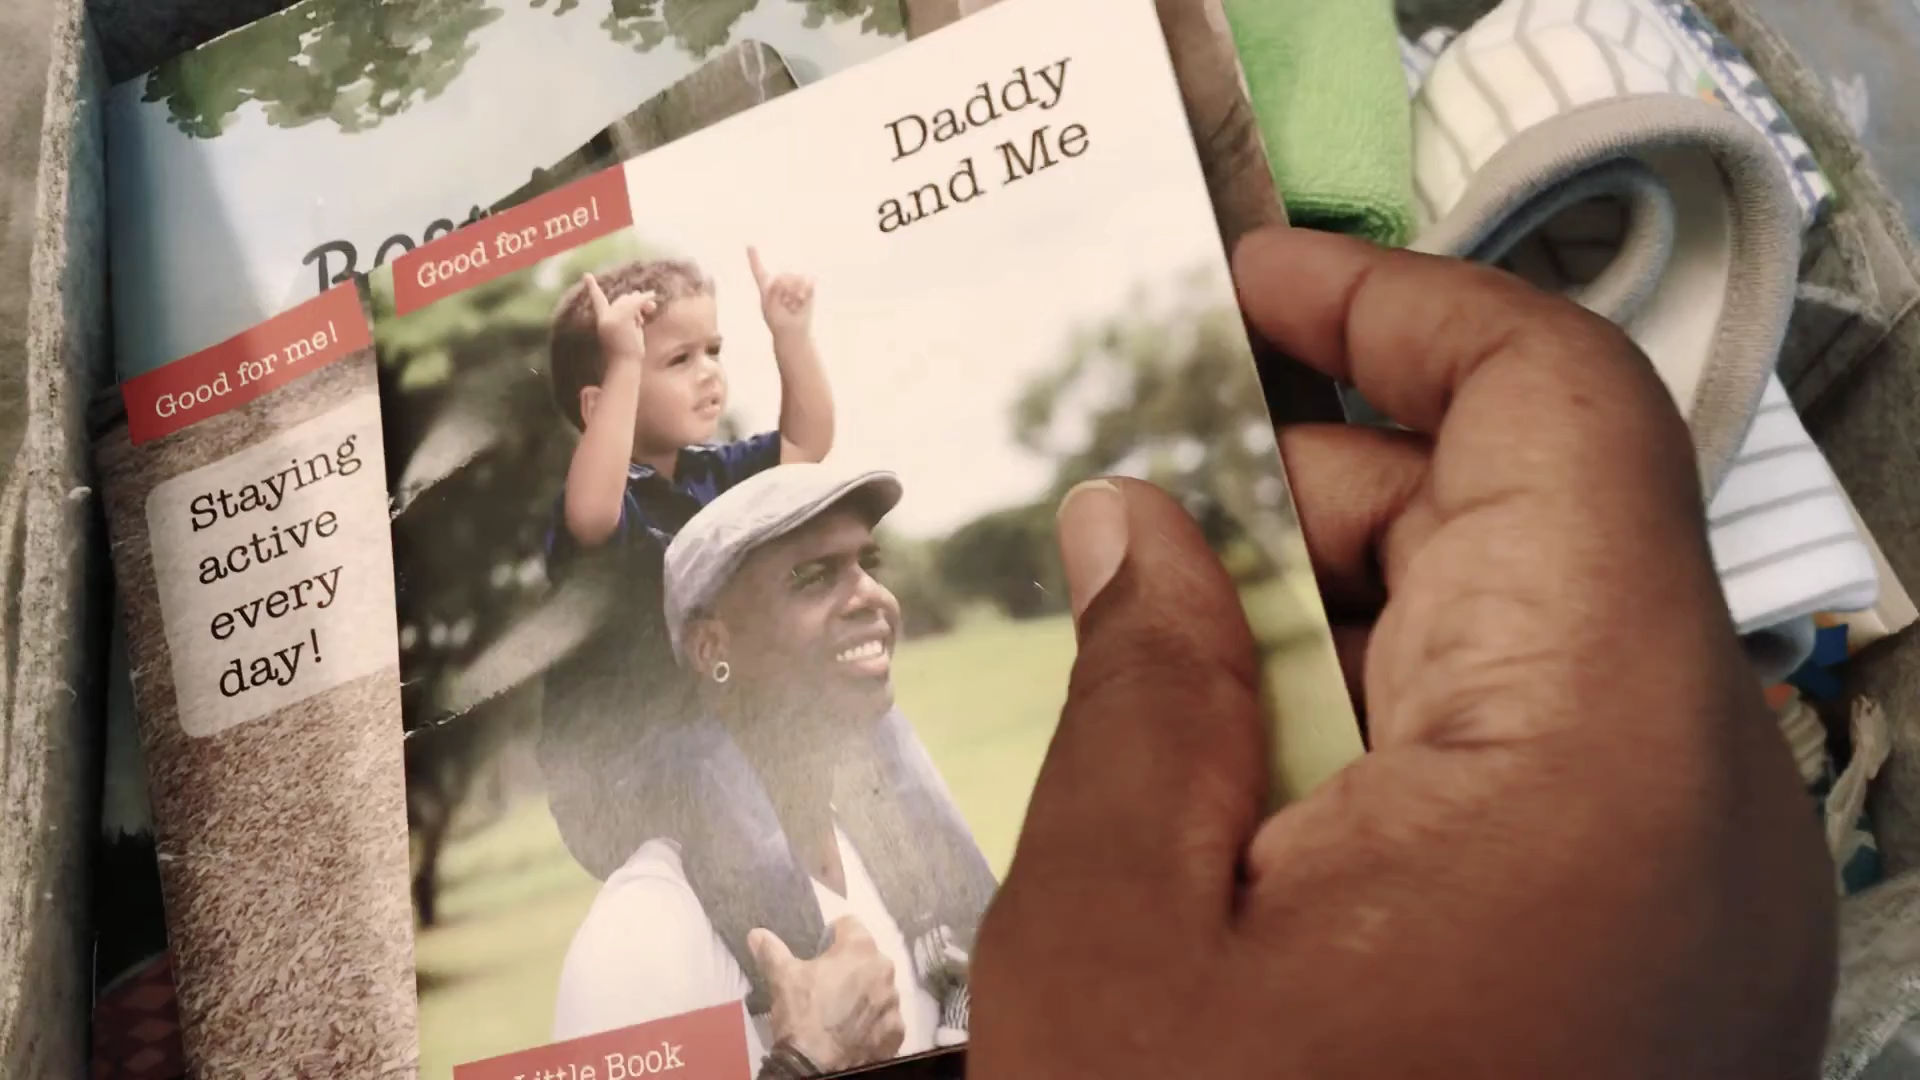 Daddy
and Me
Good for me!
Good for me!
Staying
active
every
day!
Little Book